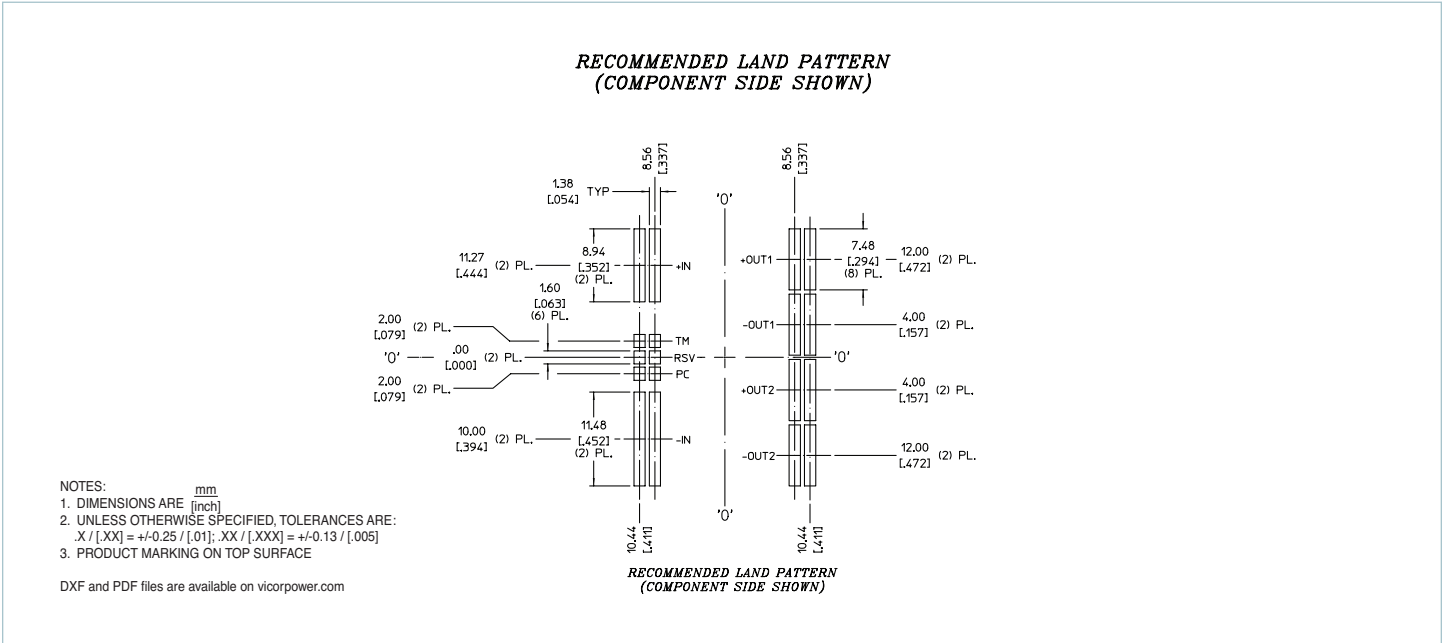 RECOMMENDED LAND PATTERN
(COMPONENT SIDE SHOWN)
8.56
[.337]
8.56
[.337]
1.38
[.054]
TYP
'0'
11.27
[.444]
(2) PL.
8.94
[.352]
(2) PL.
+IN
+OUT1
7.48
[.294]
(8) PL.
12.00
[.472]
(2) PL.
1.60
[.063]
(6) PL.
2.00
[.079]
(2) PL.
TM
-OUT1
4.00
[.157]
(2) PL.
'0'
.00
[.000]
(2) PL.
RSV
'0'
2.00
[.079]
(2) PL.
PC
+OUT2
4.00
[.157]
(2) PL.
10.00
[.394]
(2) PL.
11.48
[.452]
(2) PL.
-IN
-OUT2
12.00
[.472]
(2) PL.
'0'
10.44
[.411]
10.44
[.411]
RECOMMENDED LAND PATTERN
(COMPONENT SIDE SHOWN)
NOTES:
1. DIMENSIONS ARE mm
[inch]
2. UNLESS OTHERWISE SPECIFIED, TOLERANCES ARE:
.X / [.XX] = +/-0.25 / [.01]; .XX / [.XXX] = +/-0.13 / [.005]
3. PRODUCT MARKING ON TOP SURFACE
DXF and PDF files are available on vicorpower.com